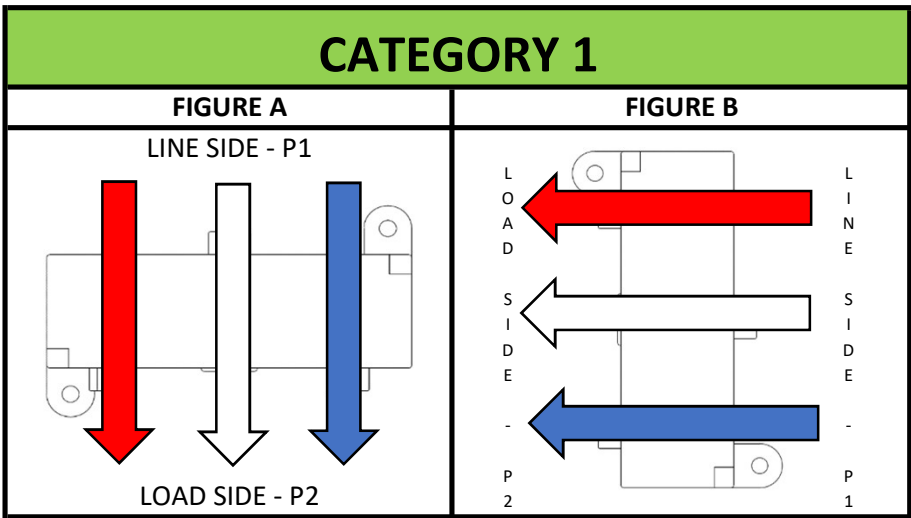 CATEGORY 1
FIGURE A
FIGURE B
LINE SIDE - P1
LOAD SIDE - P2
LOAD SIDE - P2
LINE SIDE - P1